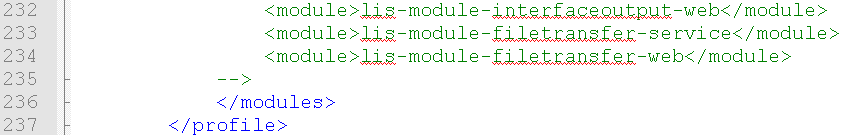 232 <module>lis-module-interfaceoutput-web</module>
233 <module>lis-module-filetransfer-service</module>
234 <module>lis-module-filetransfer-web</module>
235 -->
236 </modules>
237 </profile>